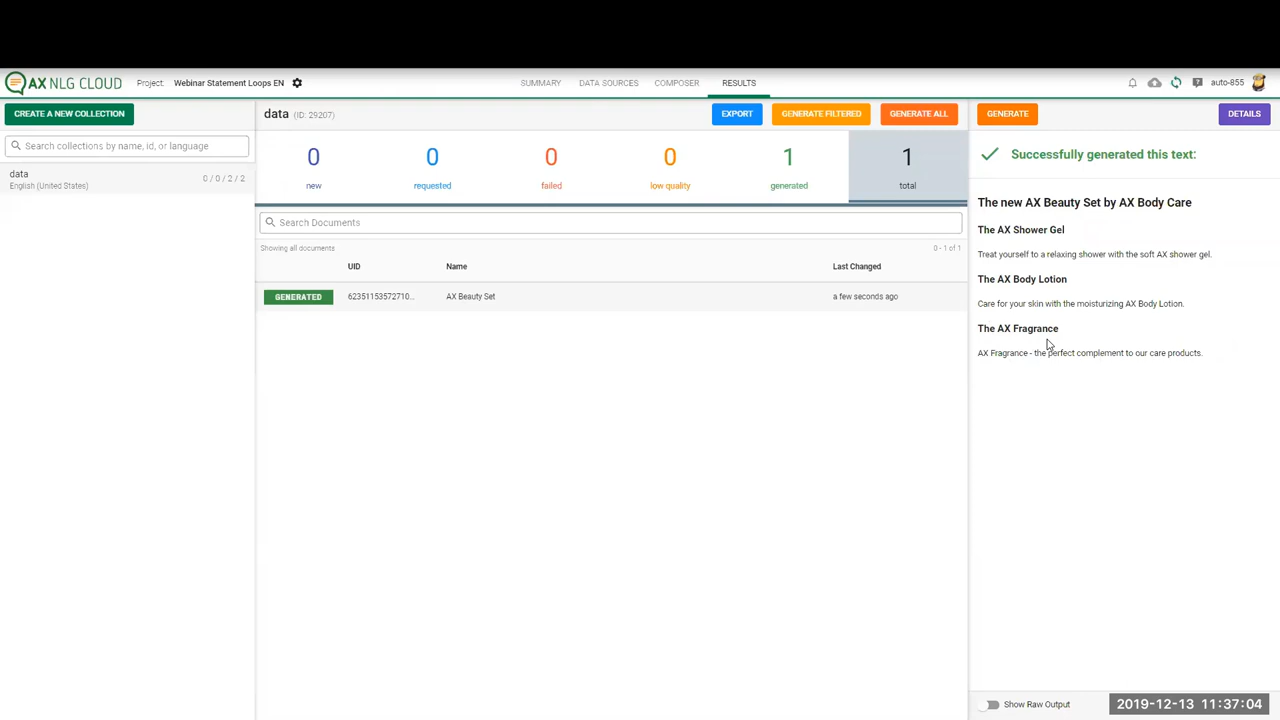 AX NLG CLOUD
Project: Webinar Statement Loops EN
SUMMARY DATA SOURCES COMPOSER RESULTS
auto-855
CREATE A NEW COLLECTION
Search collections by name, id, or language
data
English (United States)
0 / 0 / 2 / 2
data (ID: 29207)
EXPORT GENERATE FILTERED GENERATE ALL
0 0 0 0 1 1
new requested failed low quality generated total
Search Documents
Showing all documents 0 - 1 of 1
UID Name Last Changed
GENERATED 62351153572710... AX Beauty Set a few seconds ago
GENERATE DETAILS
Successfully generated this text:
The new AX Beauty Set by AX Body Care
The AX Shower Gel
Treat yourself to a relaxing shower with the soft AX shower gel.
The AX Body Lotion
Care for your skin with the moisturizing AX Body Lotion.
The AX Fragrance
AX Fragrance - the perfect complement to our care products.
Show Raw Output
2019-12-13 11:37:04